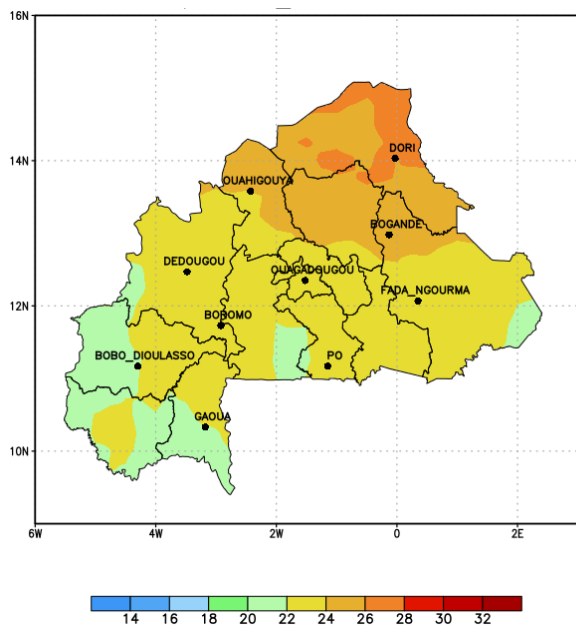 16N
14N
DORI
OUAHIGOUYA
BOGANDE
DEDOUGOU
OUAGADOUGOU
FADA_NGOURMA
12N
BOROMO
BOBO_DIOULASSO
PO
GAOUA
10N
6W 4W 2W 0 2E
14 16 18 20 22 24 26 28 30 32